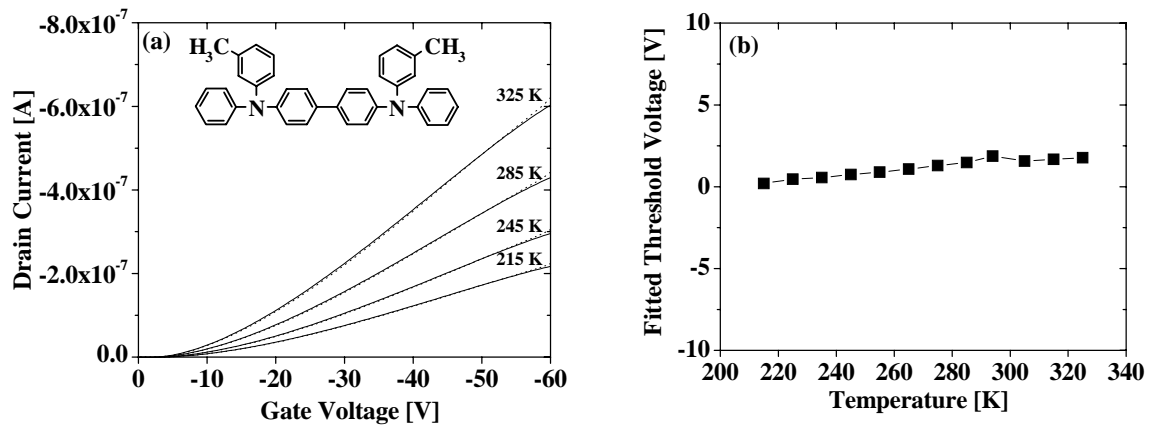 (a)
H₃C
CH₃
N
N
325 K
285 K
245 K
215 K
-8.0x10⁻⁷
-6.0x10⁻⁷
-4.0x10⁻⁷
-2.0x10⁻⁷
0.0
Drain Current [A]
0 -10 -20 -30 -40 -50 -60
Gate Voltage [V]
(b)
10
5
0
-5
-10
Fitted Threshold Voltage [V]
200 220 240 260 280 300 320 340
Temperature [K]